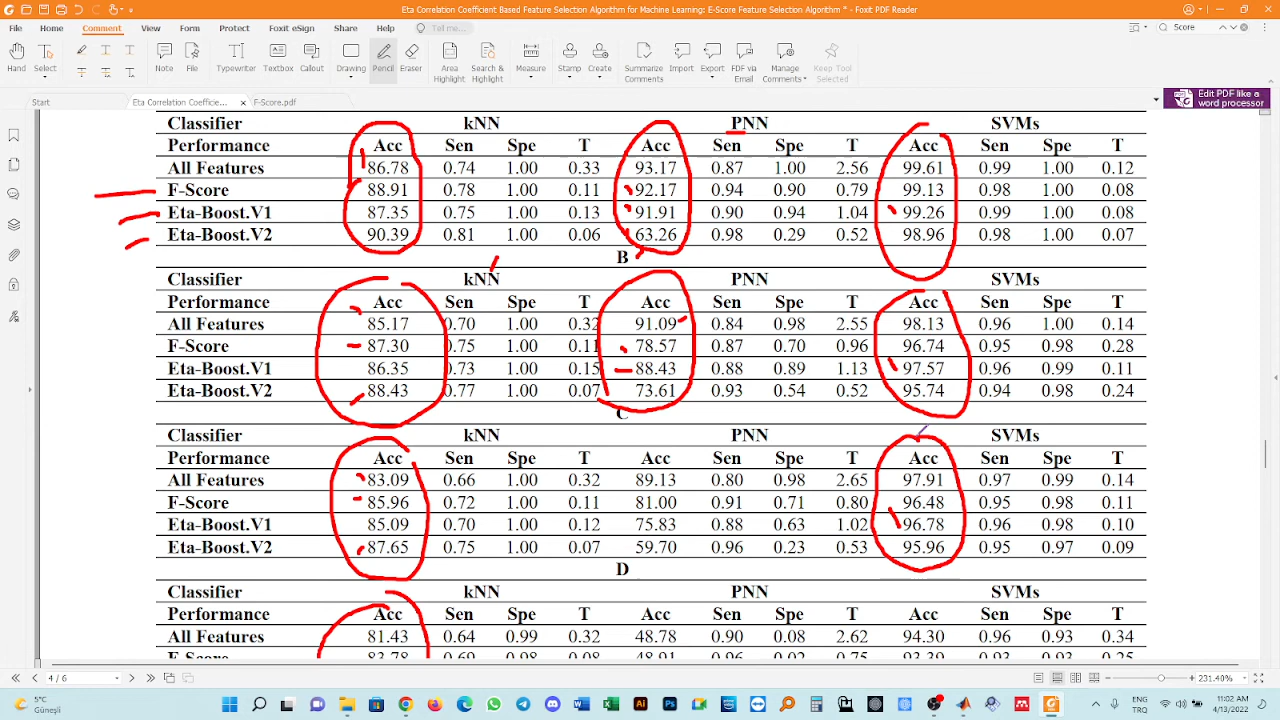 Eta Correlation Coefficient Based Feature Selection Algorithm for Machine Learning: E-Score Feature Selection Algorithm * - Foxit PDF Reader
File Home Comment View Form Protect Foxit eSign Share Help Tell me... Score
Hand Select Note File Typewriter Textbox Callout Drawing Pencil Eraser Area Highlight Search & Highlight Measure Stamp Create Summarize Comments Import Export FDF via Email Manage Comments Keep Tool Selected
Start Eta Correlation Coefficie... F-Score.pdf Edit PDF like a word processor
Classifier kNN PNN SVMs
Performance Acc Sen Spe T Acc Sen Spe T Acc Sen Spe T
All Features 86.78 0.74 1.00 0.33 93.17 0.87 1.00 2.56 99.61 0.99 1.00 0.12
F-Score 88.91 0.78 1.00 0.11 92.17 0.94 0.90 0.79 99.13 0.98 1.00 0.08
Eta-Boost.V1 87.35 0.75 1.00 0.13 91.91 0.90 0.94 1.04 99.26 0.99 1.00 0.08
Eta-Boost.V2 90.39 0.81 1.00 0.06 63.26 0.98 0.29 0.52 98.96 0.98 1.00 0.07
B
Classifier kNN PNN SVMs
Performance Acc Sen Spe T Acc Sen Spe T Acc Sen Spe T
All Features 85.17 0.70 1.00 0.32 91.09 0.84 0.98 2.55 98.13 0.96 1.00 0.14
F-Score 87.30 0.75 1.00 0.11 78.57 0.87 0.70 0.96 96.74 0.95 0.98 0.28
Eta-Boost.V1 86.35 0.73 1.00 0.15 88.43 0.88 0.89 1.13 97.57 0.96 0.99 0.11
Eta-Boost.V2 88.43 0.77 1.00 0.07 73.61 0.93 0.54 0.52 95.74 0.94 0.98 0.24
C
Classifier kNN PNN SVMs
Performance Acc Sen Spe T Acc Sen Spe T Acc Sen Spe T
All Features 83.09 0.66 1.00 0.32 89.13 0.80 0.98 2.65 97.91 0.97 0.99 0.14
F-Score 85.96 0.72 1.00 0.11 81.00 0.91 0.71 0.80 96.48 0.95 0.98 0.11
Eta-Boost.V1 85.09 0.70 1.00 0.12 75.83 0.88 0.63 1.02 96.78 0.96 0.98 0.10
Eta-Boost.V2 87.65 0.75 1.00 0.07 59.70 0.96 0.23 0.53 95.96 0.95 0.97 0.09
D
Classifier kNN PNN SVMs
Performance Acc Sen Spe T Acc Sen Spe T Acc Sen Spe T
All Features 81.43 0.64 0.99 0.32 48.78 0.90 0.08 2.62 94.30 0.96 0.93 0.34
F-Score 83.78 0.69 0.98 0.08 48.91 0.96 0.02 0.75 93.39 0.93 0.93 0.25
4 / 6 231.40%
5°C
Güneşli
ENG
TRQ
11:02 AM
4/13/2022